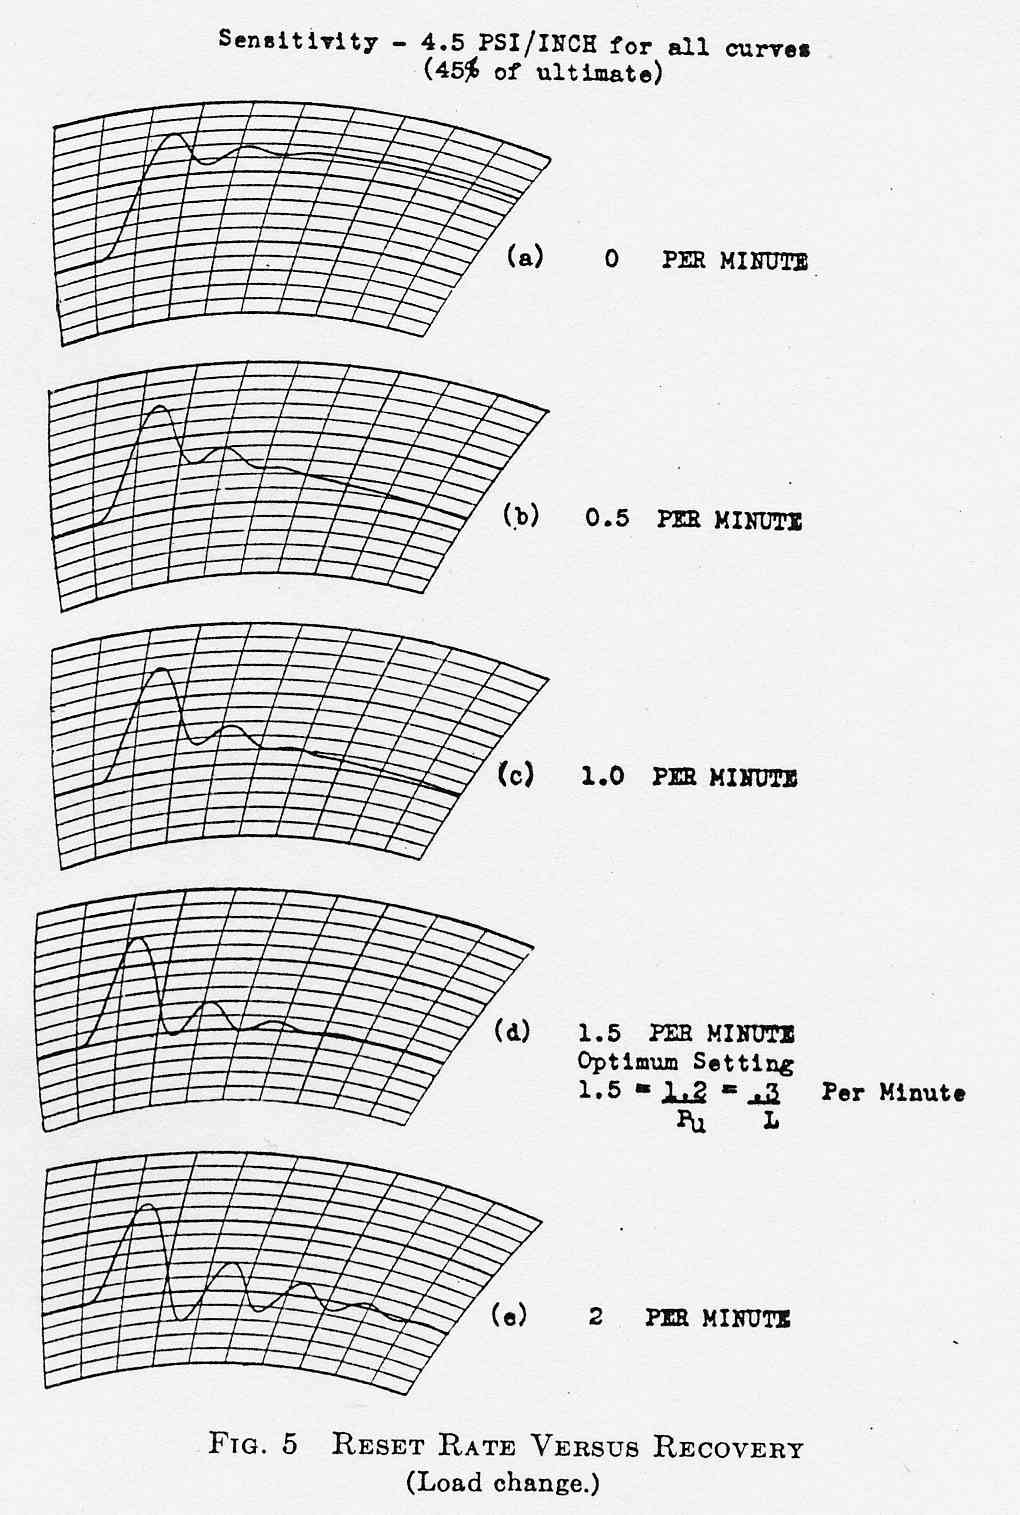 Sensitivity - 4.5 PSI/INCH for all curves
(45% of ultimate)
(a) 0 PER MINUTE
(b) 0.5 PER MINUTE
(c) 1.0 PER MINUTE
(d) 1.5 PER MINUTE
Optimum Setting
1.5 = 1.2 = .3 Per Minute
Pu L
(e) 2 PER MINUTE
FIG. 5 RESET RATE VERSUS RECOVERY
(Load change.)